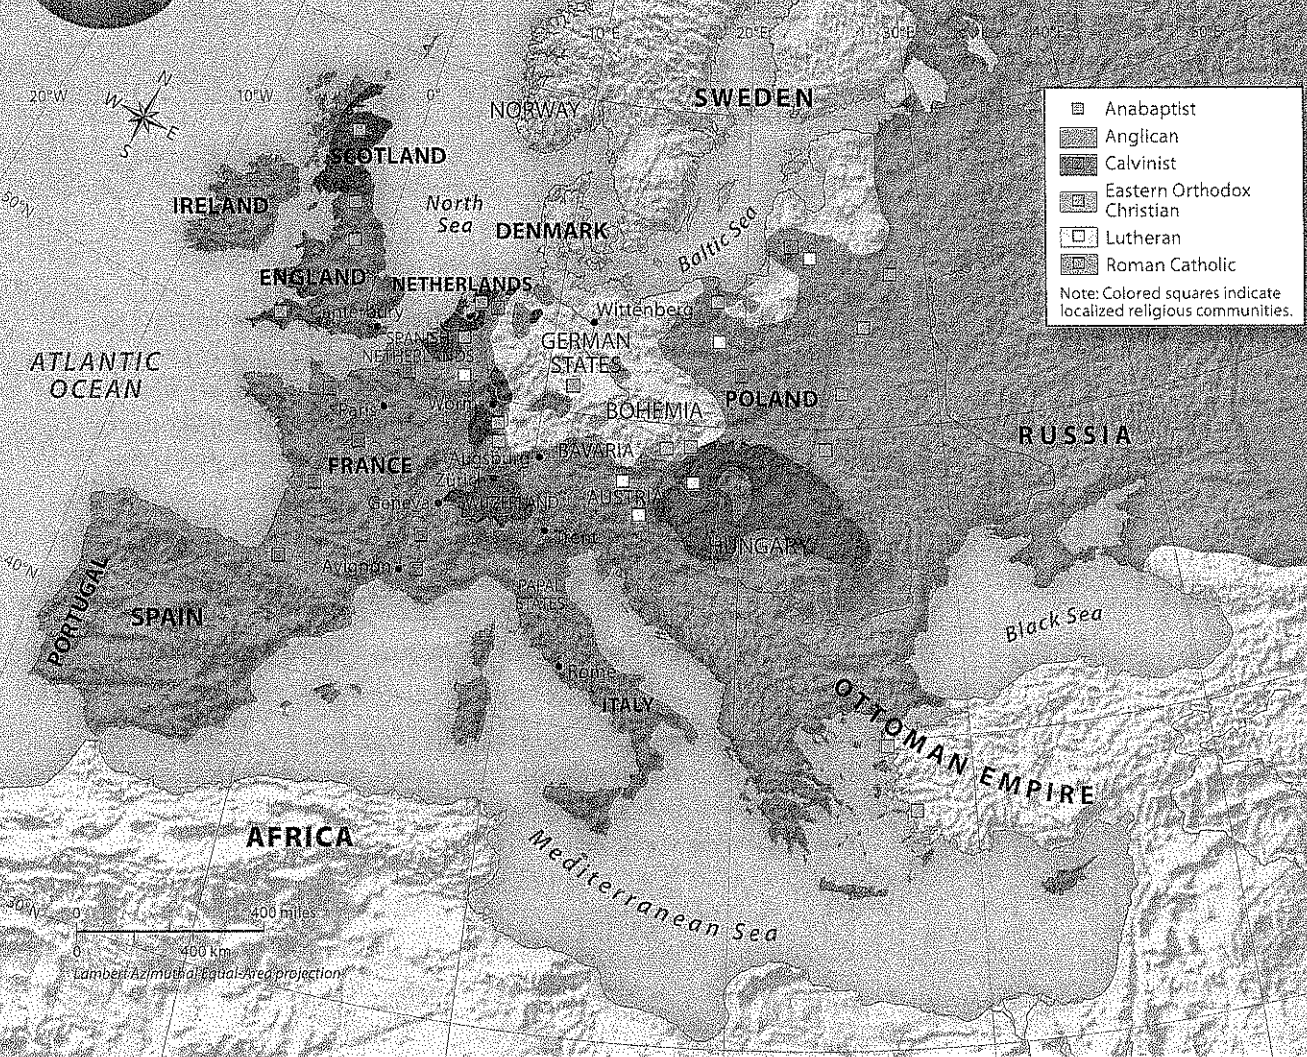 10°E
20°E
30°E
40°E
50°E
20°W
10°W
0°
N
W
E
S
NORWAY
SWEDEN
Anabaptist
Anglican
Calvinist
Eastern Orthodox
Christian
Lutheran
Roman Catholic
Note: Colored squares indicate
localized religious communities.
SCOTLAND
50°N
IRELAND
North
Sea
DENMARK
Baltic Sea
ENGLAND
NETHERLANDS
Canterbury
Wittenberg
SPANISH
NETHERLANDS
GERMAN
STATES
ATLANTIC
OCEAN
Paris
Worms
BOHEMIA
POLAND
RUSSIA
FRANCE
Augsburg
BAVARIA
Zurich
Geneva
SWITZERLAND
AUSTRIA
Trent
HUNGARY
40°N
Avignon
PORTUGAL
SPAIN
PAPAL
STATES
Black Sea
Rome
ITALY
OTTOMAN EMPIRE
AFRICA
Mediterranean Sea
30°N
0 400 miles
0 400 km
Lambert Azimuthal Equal-Area projection